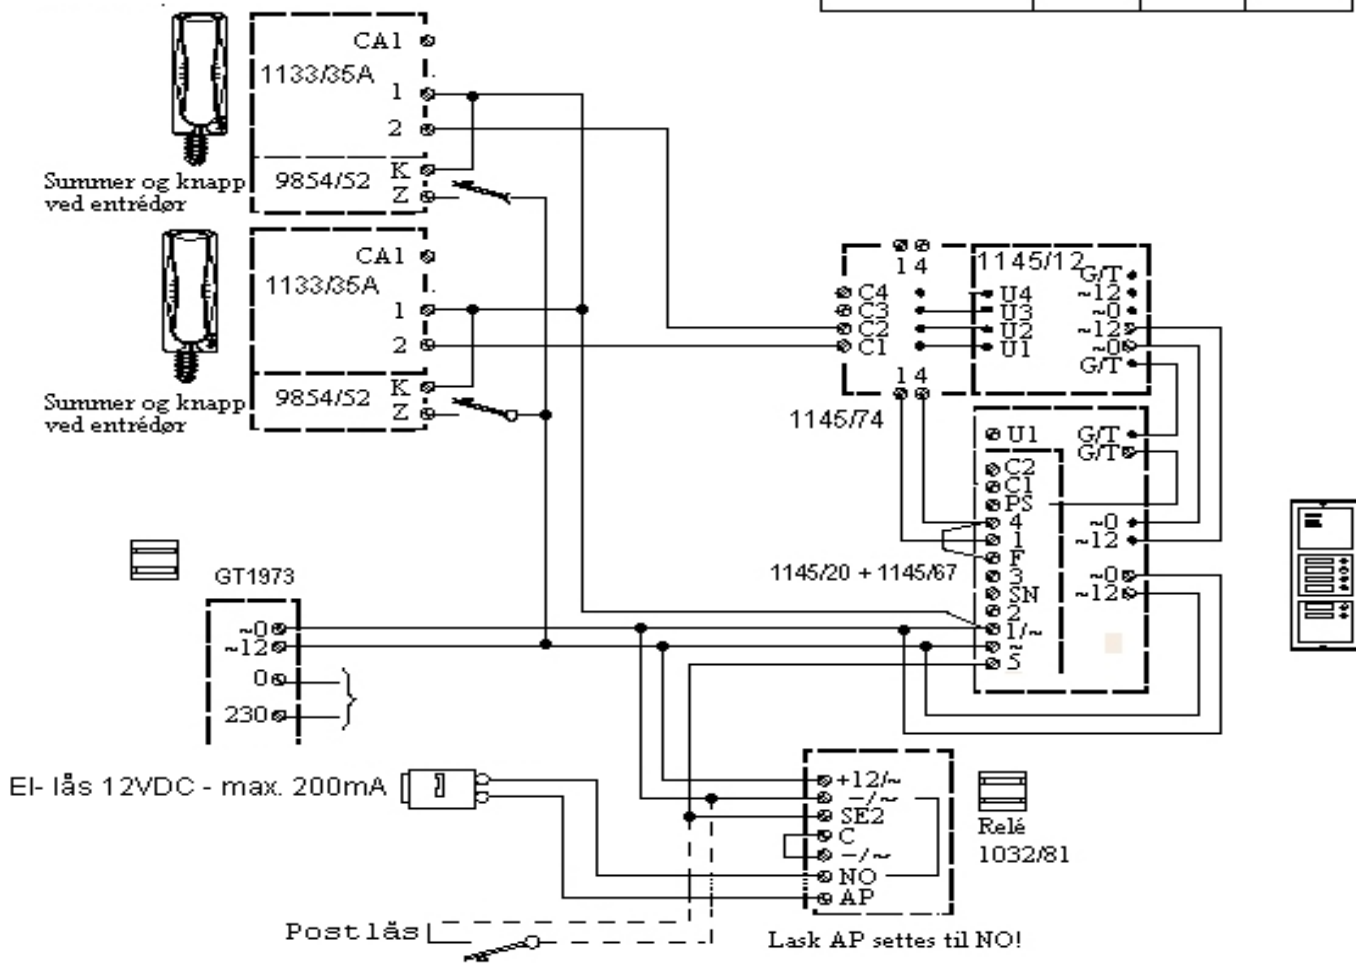 CA1
1133/35A
1
2
K
9854/52
Z
Summer og knapp
ved entrédør
CA1
1133/35A
1
2
K
9854/52
Z
Summer og knapp
ved entrédør
1 4
1145/12
G/T
C4
U4
~12
C3
U3
~0
C2
U2
~12
C1
U1
~0
G/T
1 4
1145/74
U1
G/T
G/T
C2
C1
PS
4
~0
1
~12
F
1145/20 + 1145/67
3
~0
SN
~12
2
1/~
~
5
GT1973
~0
~12
0
230
El- lås 12VDC - max. 200mA
+12/~
-/~
SE2
C
-/~
NO
AP
Relé
1032/81
Postlås
Lask AP settes til NO!